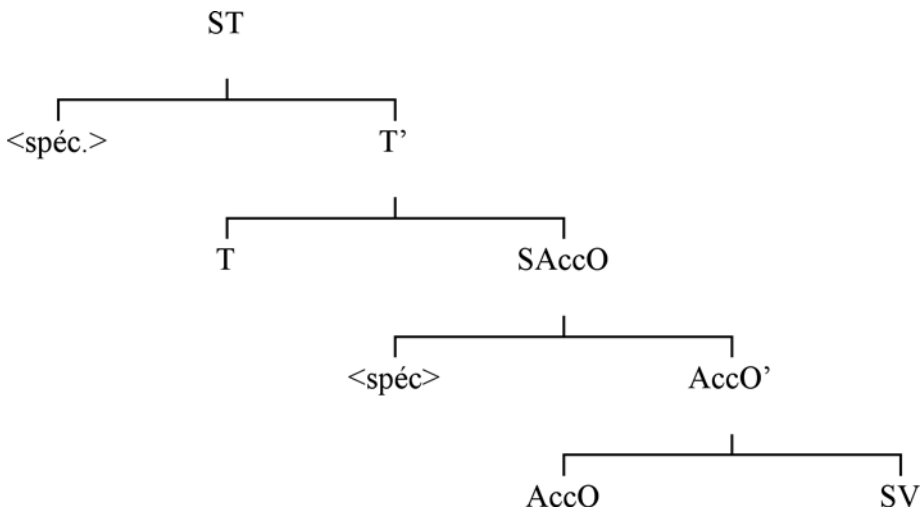 ST
<spéc.> T’
T SAccO
<spéc> AccO’
AccO SV